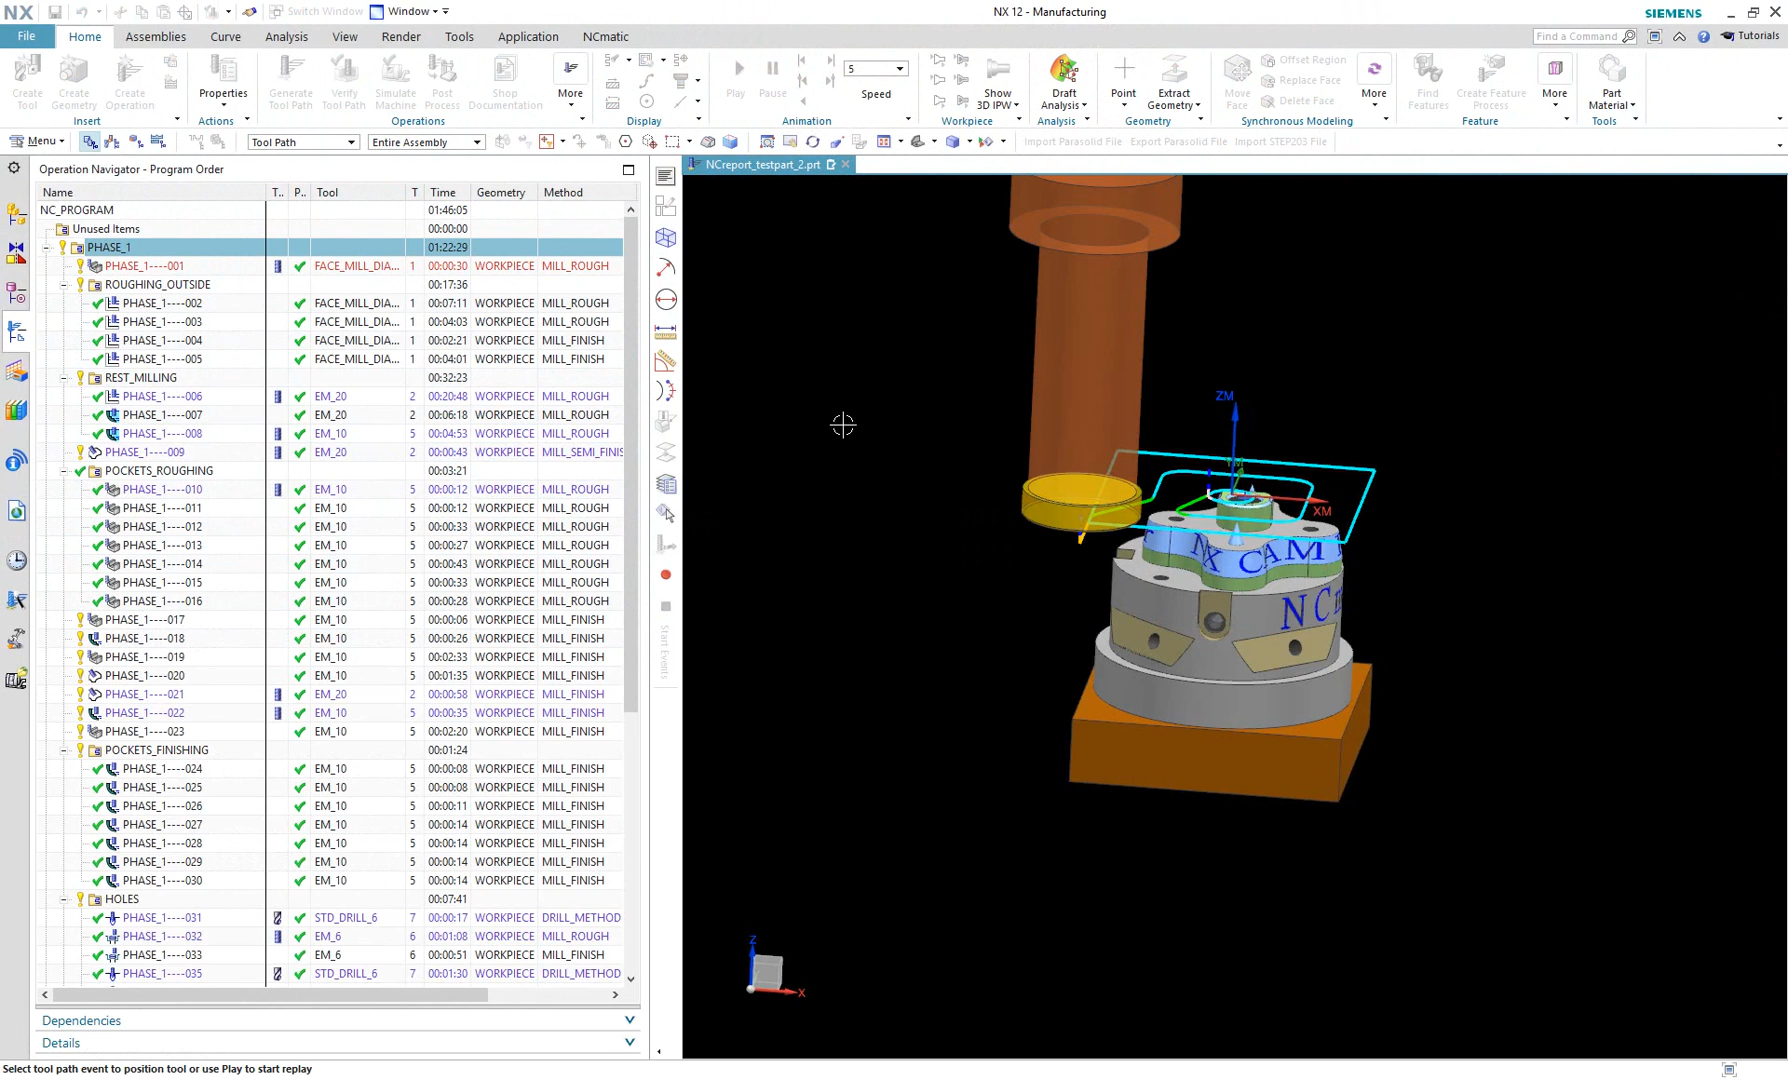 NX Switch Window Window NX 12 - Manufacturing SIEMENS
File Home Assemblies Curve Analysis View Render Tools Application NCmatic Find a Command Tutorials
Create Tool Create Geometry Create Operation Properties Generate Tool Path Verify Tool Path Simulate Machine Post Process Shop Documentation More Play Pause 5 Speed Show 3D IPW Draft Analysis Point Extract Geometry Move Face Offset Region Replace Face Delete Face More Find Features Create Feature Process More Part Material
Insert Actions Operations Display Animation Workpiece Analysis Geometry Synchronous Modeling Feature Tools
Menu Tool Path Entire Assembly Import Parasolid File Export Parasolid File Import STEP203 File
Operation Navigator - Program Order
NCreport_testpart_2.prt
Name T.. P.. Tool T Time Geometry Method
NC_PROGRAM 01:46:05
Unused Items 00:00:00
PHASE_1 01:22:29
PHASE_1----001 FACE_MILL_DIA... 1 00:00:30 WORKPIECE MILL_ROUGH
ROUGHING_OUTSIDE 00:17:36
PHASE_1----002 FACE_MILL_DIA... 1 00:07:11 WORKPIECE MILL_ROUGH
PHASE_1----003 FACE_MILL_DIA... 1 00:04:03 WORKPIECE MILL_ROUGH
PHASE_1----004 FACE_MILL_DIA... 1 00:02:21 WORKPIECE MILL_FINISH
PHASE_1----005 FACE_MILL_DIA... 1 00:04:01 WORKPIECE MILL_FINISH
REST_MILLING 00:32:23
PHASE_1----006 EM_20 2 00:20:48 WORKPIECE MILL_ROUGH
PHASE_1----007 EM_20 2 00:06:18 WORKPIECE MILL_ROUGH
PHASE_1----008 EM_10 5 00:04:53 WORKPIECE MILL_ROUGH
PHASE_1----009 EM_20 2 00:00:43 WORKPIECE MILL_SEMI_FINIS
POCKETS_ROUGHING 00:03:21
PHASE_1----010 EM_10 5 00:00:12 WORKPIECE MILL_ROUGH
PHASE_1----011 EM_10 5 00:00:12 WORKPIECE MILL_ROUGH
PHASE_1----012 EM_10 5 00:00:33 WORKPIECE MILL_ROUGH
PHASE_1----013 EM_10 5 00:00:27 WORKPIECE MILL_ROUGH
PHASE_1----014 EM_10 5 00:00:43 WORKPIECE MILL_ROUGH
PHASE_1----015 EM_10 5 00:00:33 WORKPIECE MILL_ROUGH
PHASE_1----016 EM_10 5 00:00:28 WORKPIECE MILL_ROUGH
PHASE_1----017 EM_10 5 00:00:06 WORKPIECE MILL_FINISH
PHASE_1----018 EM_10 5 00:00:26 WORKPIECE MILL_FINISH
PHASE_1----019 EM_10 5 00:02:33 WORKPIECE MILL_FINISH
PHASE_1----020 EM_10 5 00:01:35 WORKPIECE MILL_FINISH
PHASE_1----021 EM_20 2 00:00:58 WORKPIECE MILL_FINISH
PHASE_1----022 EM_10 5 00:00:35 WORKPIECE MILL_FINISH
PHASE_1----023 EM_10 5 00:02:20 WORKPIECE MILL_FINISH
POCKETS_FINISHING 00:01:24
PHASE_1----024 EM_10 5 00:00:08 WORKPIECE MILL_FINISH
PHASE_1----025 EM_10 5 00:00:08 WORKPIECE MILL_FINISH
PHASE_1----026 EM_10 5 00:00:11 WORKPIECE MILL_FINISH
PHASE_1----027 EM_10 5 00:00:14 WORKPIECE MILL_FINISH
PHASE_1----028 EM_10 5 00:00:14 WORKPIECE MILL_FINISH
PHASE_1----029 EM_10 5 00:00:14 WORKPIECE MILL_FINISH
PHASE_1----030 EM_10 5 00:00:14 WORKPIECE MILL_FINISH
HOLES 00:07:41
PHASE_1----031 STD_DRILL_6 7 00:00:17 WORKPIECE DRILL_METHOD
PHASE_1----032 EM_6 6 00:01:08 WORKPIECE MILL_ROUGH
PHASE_1----033 EM_6 6 00:00:51 WORKPIECE MILL_FINISH
PHASE_1----035 STD_DRILL_6 7 00:01:30 WORKPIECE DRILL_METHOD
Dependencies
Details
Start Events
ZM
XM
NX CAM
Z
X
Select tool path event to position tool or use Play to start replay